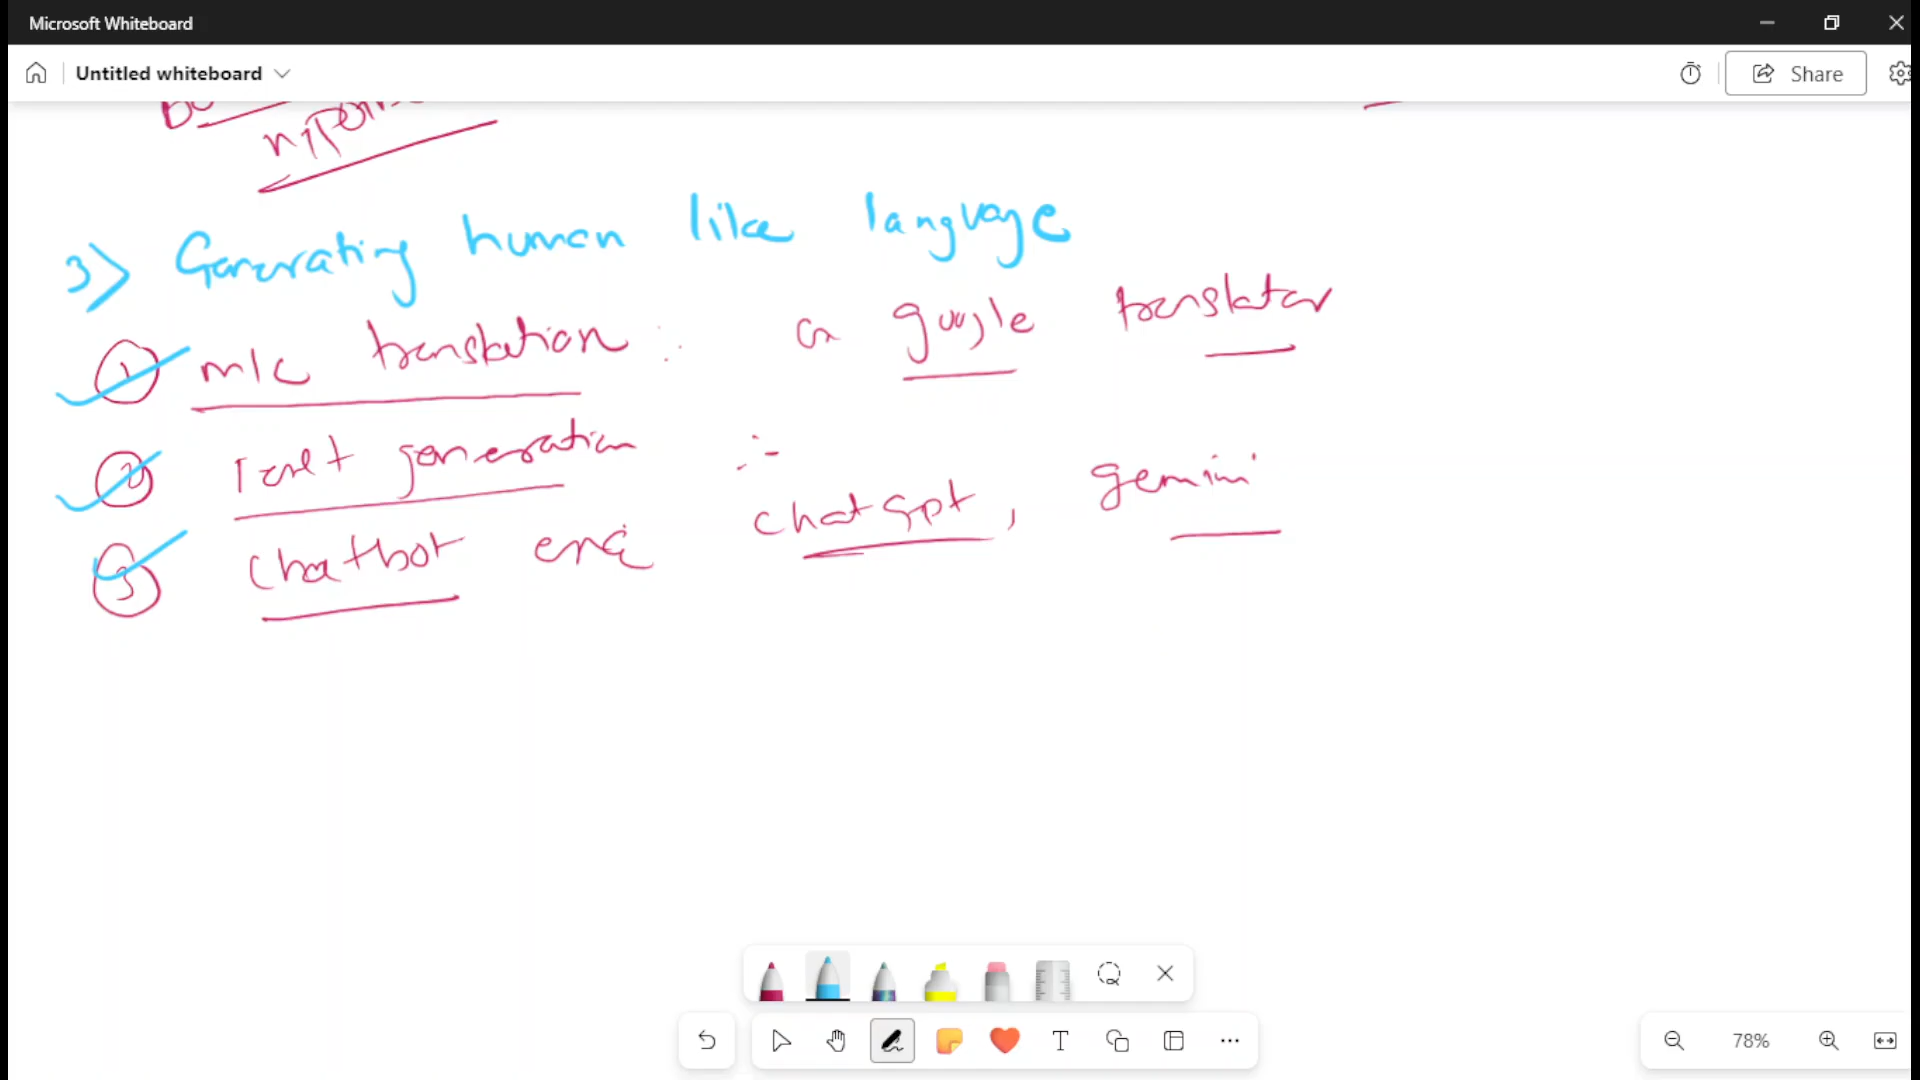 Microsoft Whiteboard
Untitled whiteboard
Share
3) Generating human like language
1 m/c translation : ex google translator
2 Text generation :-
chatgpt, gemini
3 chatbot
78%